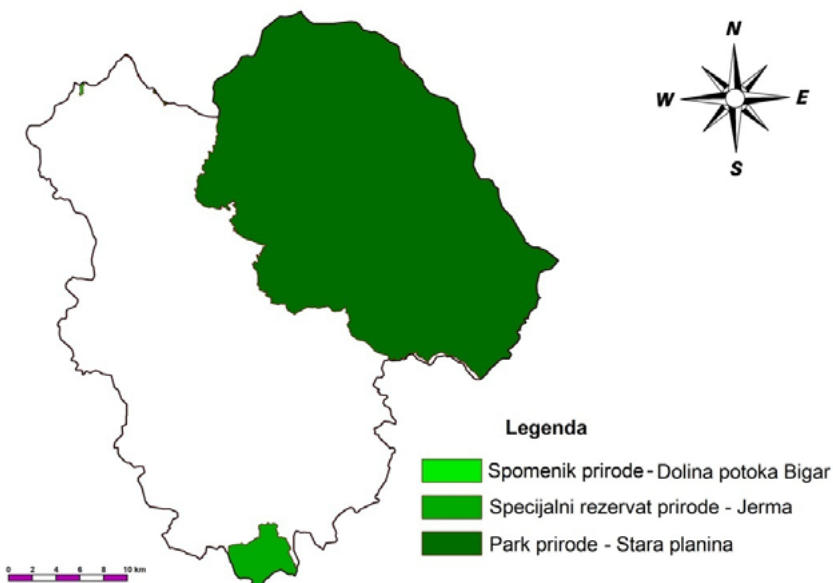 N
W E
S
Legenda
Spomenik prirode - Dolina potoka Bigar
Specijalni rezervat prirode - Jerma
Park prirode - Stara planina
0 2 4 6 8 10 km